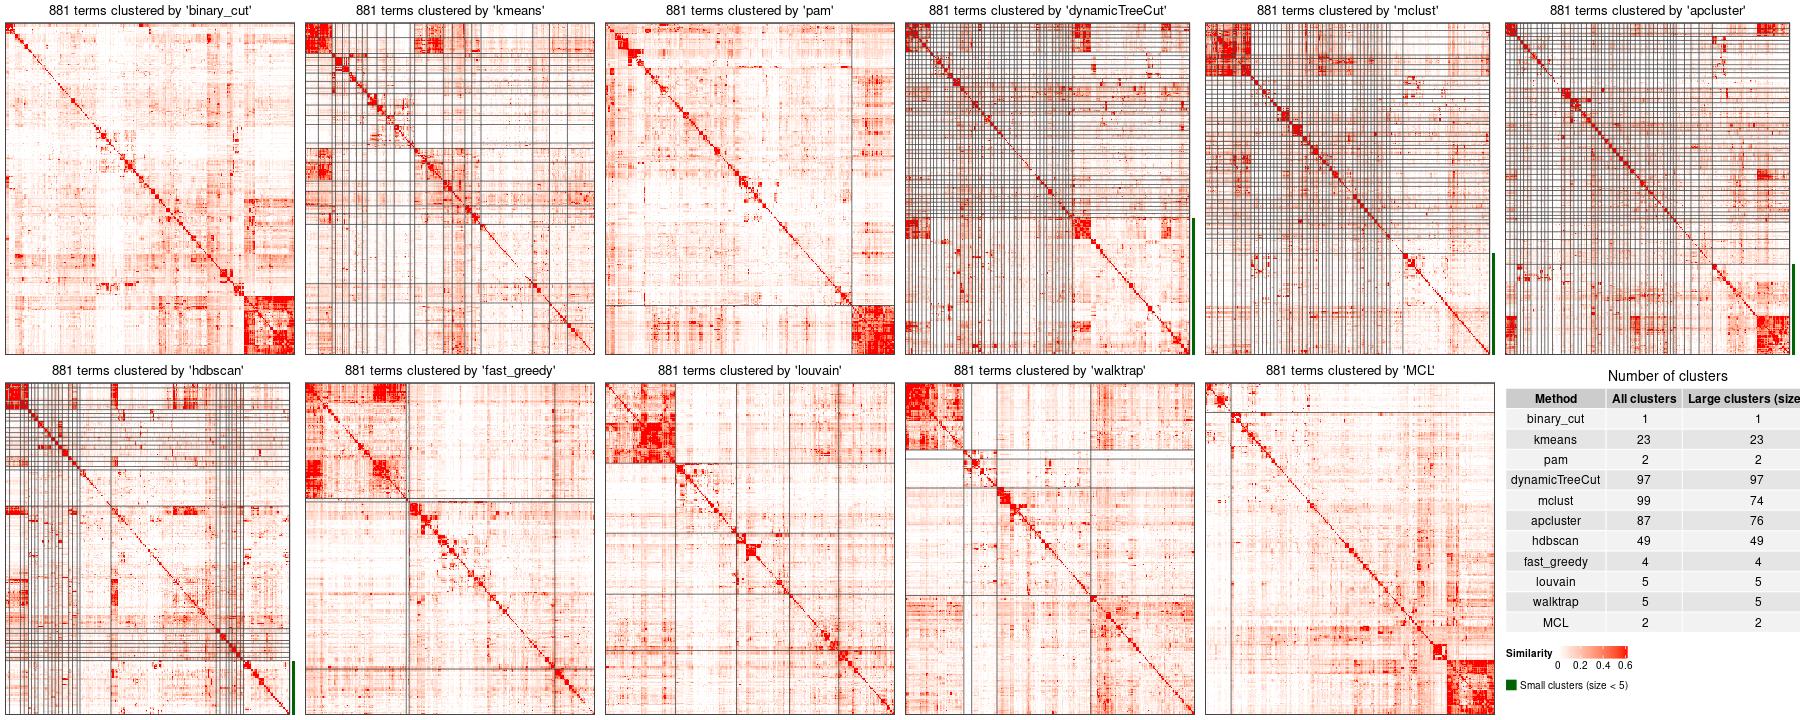 881 terms clustered by 'binary_cut'
881 terms clustered by 'kmeans'
881 terms clustered by 'pam'
881 terms clustered by 'dynamicTreeCut'
881 terms clustered by 'mclust'
881 terms clustered by 'apcluster'
881 terms clustered by 'hdbscan'
881 terms clustered by 'fast_greedy'
881 terms clustered by 'louvain'
881 terms clustered by 'walktrap'
881 terms clustered by 'MCL'
Number of clusters
Method All clusters Large clusters (size
binary_cut 1 1
kmeans 23 23
pam 2 2
dynamicTreeCut 97 97
mclust 99 74
apcluster 87 76
hdbscan 49 49
fast_greedy 4 4
louvain 5 5
walktrap 5 5
MCL 2 2
Similarity
0 0.2 0.4 0.6
Small clusters (size < 5)